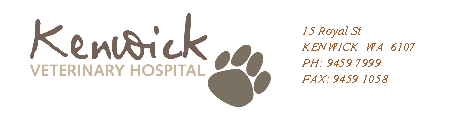 Kenwick
VETERINARY HOSPITAL
15 Royal St
KENWICK WA 6107
PH: 9459 7999
FAX: 9459 1058